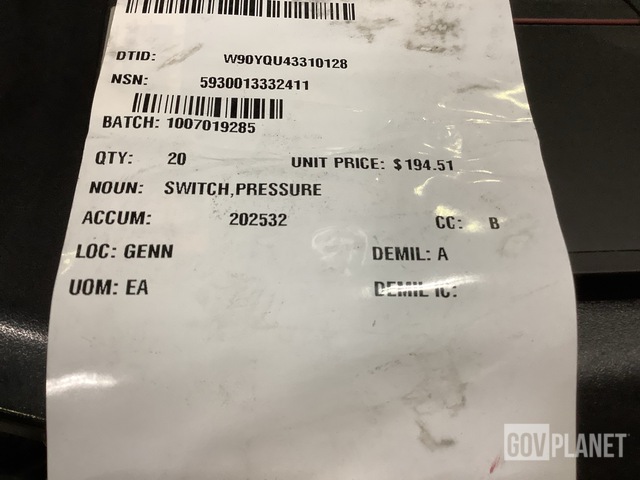 DTID: W90YQU43310128
NSN: 5930013332411
BATCH: 1007019285
QTY: 20 UNIT PRICE: $194.51
NOUN: SWITCH,PRESSURE
ACCUM: 202532 CC: B
LOC: GENN DEMIL: A
UOM: EA DEMIL IC:
GOVPLANET